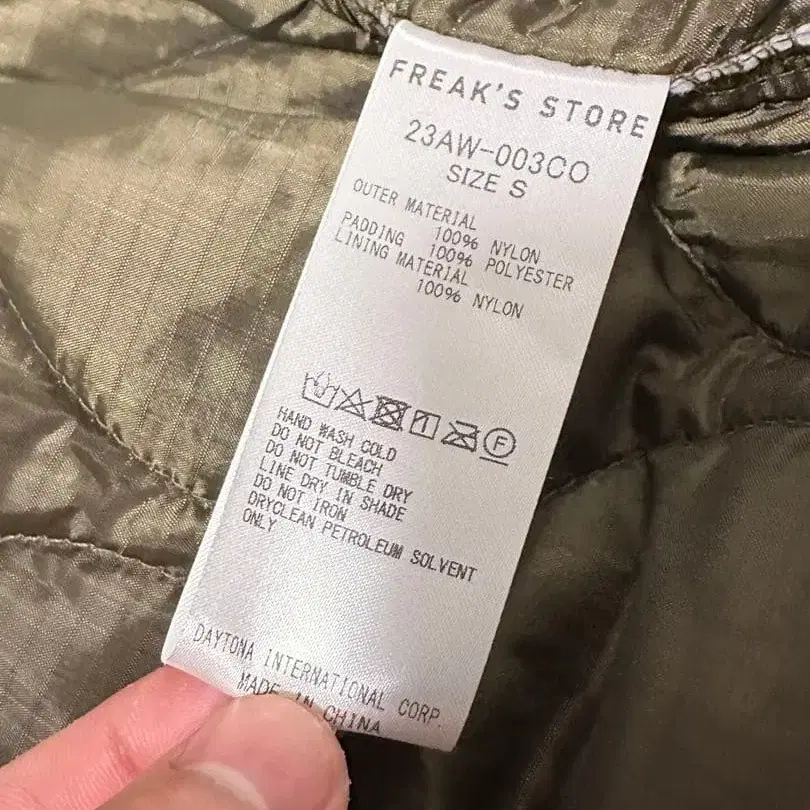 FREAK'S STORE
23AW-003CO
SIZE S
OUTER MATERIAL
100% NYLON
PADDING 100% POLYESTER
LINING MATERIAL
100% NYLON
F
HAND WASH COLD
DO NOT BLEACH
DO NOT TUMBLE DRY
LINE DRY IN SHADE
DO NOT IRON
DRYCLEAN PETROLEUM SOLVENT
ONLY
DAYTONA INTERNATIONAL CORP.
MADE IN CHINA